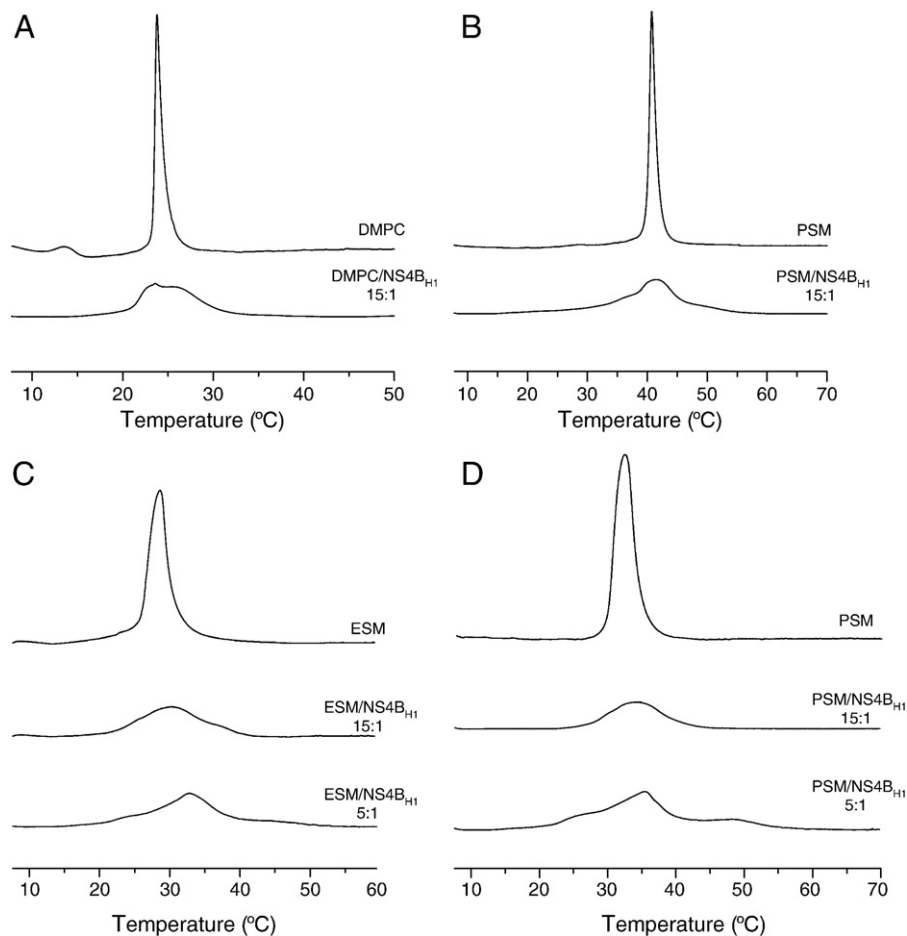 A
DMPC
DMPC/NS4BH1
15:1
10 20 30 40 50
Temperature (ºC)
B
PSM
PSM/NS4BH1
15:1
10 20 30 40 50 60 70
Temperature (ºC)
C
ESM
ESM/NS4BH1
15:1
ESM/NS4BH1
5:1
10 20 30 40 50 60
Temperature (ºC)
D
PSM
PSM/NS4BH1
15:1
PSM/NS4BH1
5:1
10 20 30 40 50 60 70
Temperature (ºC)